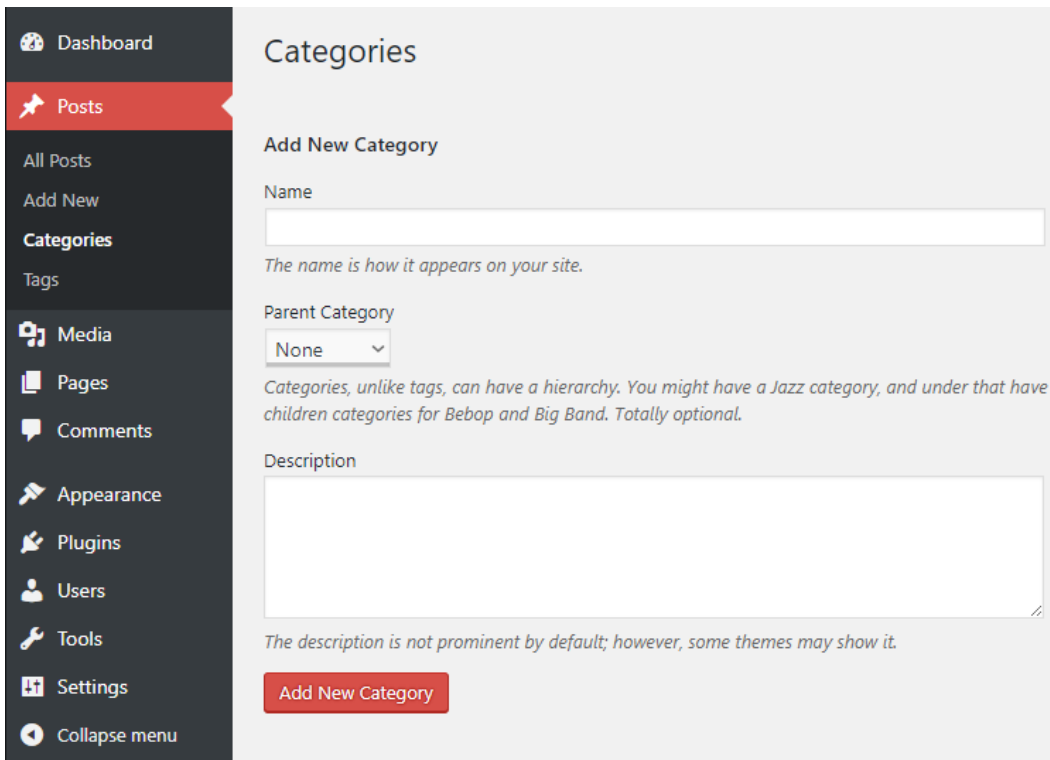 Dashboard
Posts
All Posts
Add New
Categories
Tags
Media
Pages
Comments
Appearance
Plugins
Users
Tools
Settings
Collapse menu
Categories
Add New Category
Name
The name is how it appears on your site.
Parent Category
None
Categories, unlike tags, can have a hierarchy. You might have a Jazz category, and under that have
children categories for Bebop and Big Band. Totally optional.
Description
The description is not prominent by default; however, some themes may show it.
Add New Category